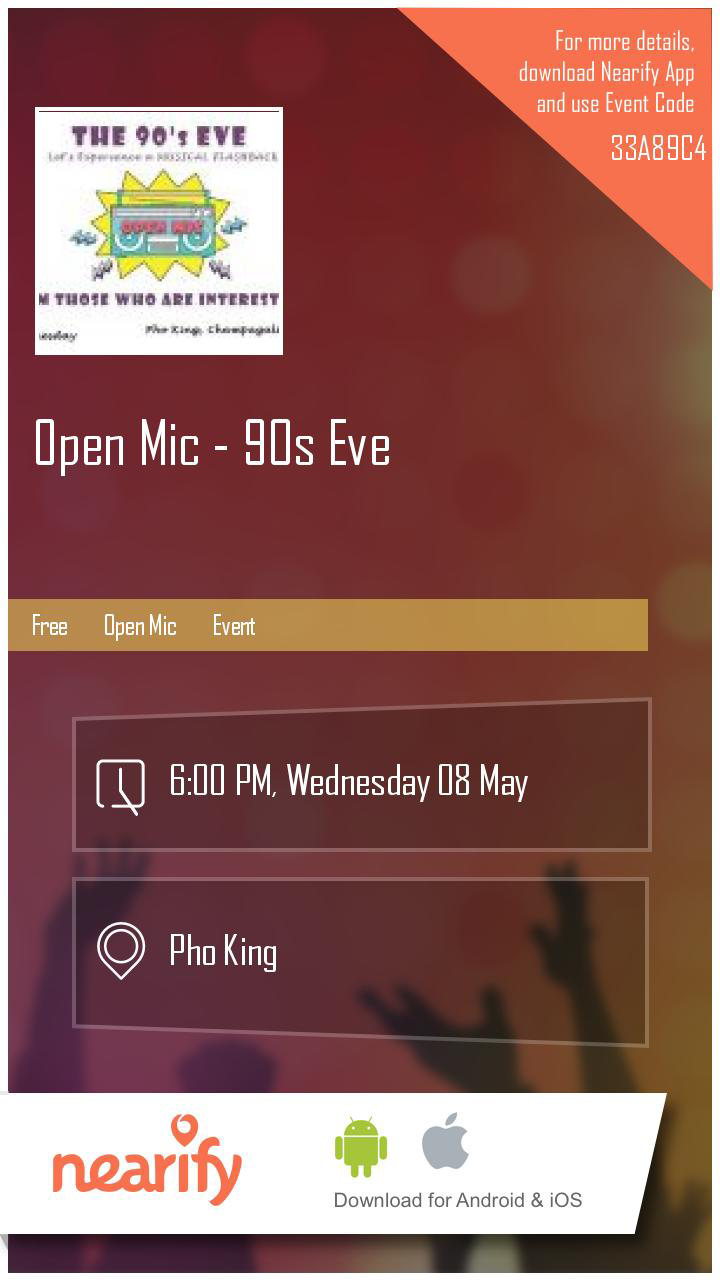 For more details,
download Nearify App
and use Event Code
33A89C4
THE 90's EVE
Let's Experience a MUSICAL FLASHBACK
OPEN MIC
M THOSE WHO ARE INTEREST
Pho King, Champagali
esday
Open Mic - 90s Eve
Free Open Mic Event
6:00 PM, Wednesday 08 May
Pho King
nearify
Download for Android & iOS